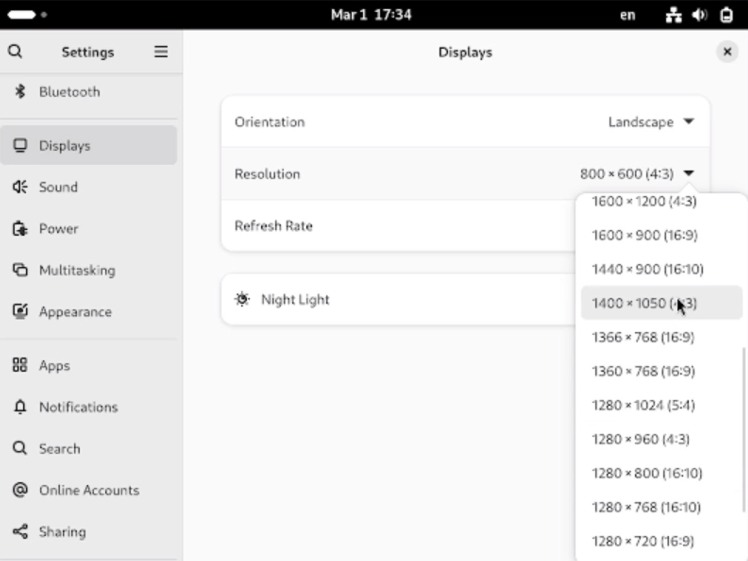 Mar 1 17:34
en
Settings
Displays
Bluetooth
Displays
Sound
Power
Multitasking
Appearance
Apps
Notifications
Search
Online Accounts
Sharing
Orientation
Landscape
Resolution
800 × 600 (4:3)
Refresh Rate
Night Light
1600 × 1200 (4:3)
1600 × 900 (16:9)
1440 × 900 (16:10)
1400 × 1050 (4:3)
1366 × 768 (16:9)
1360 × 768 (16:9)
1280 × 1024 (5:4)
1280 × 960 (4:3)
1280 × 800 (16:10)
1280 × 768 (16:10)
1280 × 720 (16:9)